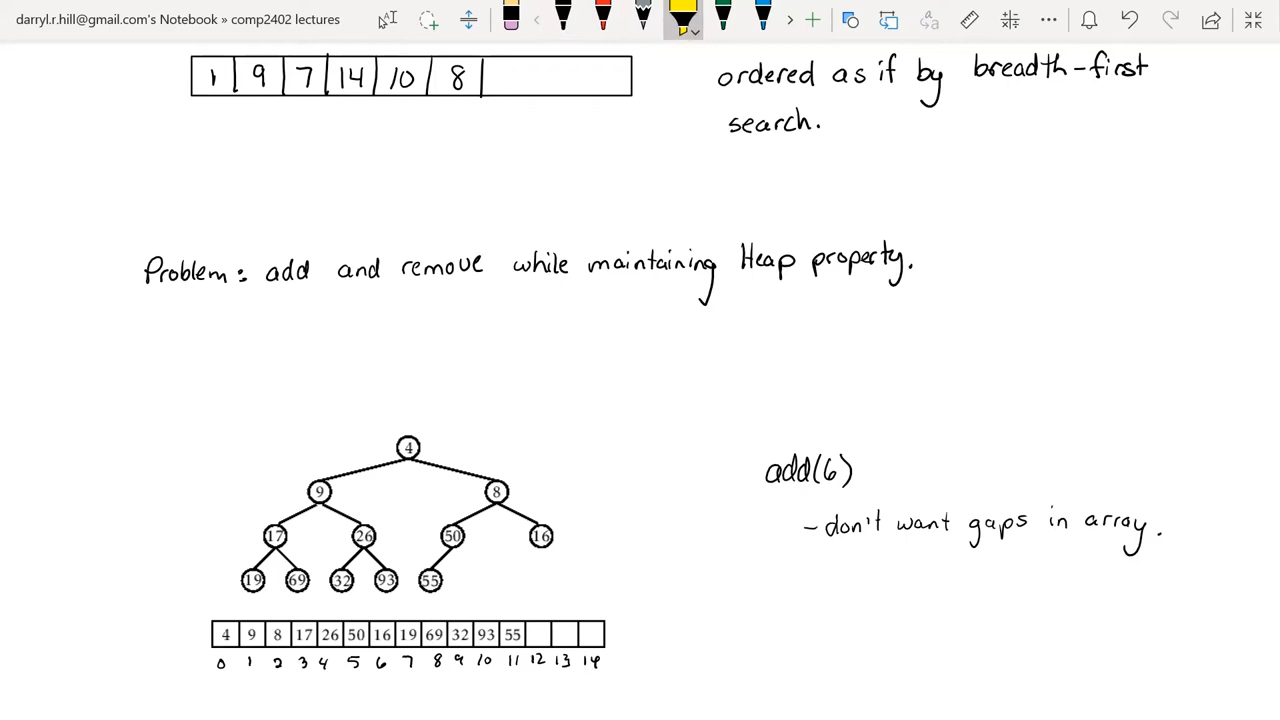 darryl.r.hill@gmail.com's Notebook » comp2402 lectures
1 9 7 14 10 8
ordered as if by breadth-first
search.
Problem: add and remove while maintaining Heap property.
4
9 8
17 26 50 16
19 69 32 93 55
add(6)
- don't want gaps in array.
4 9 8 17 26 50 16 19 69 32 93 55
0 1 2 3 4 5 6 7 8 9 10 11 12 13 14